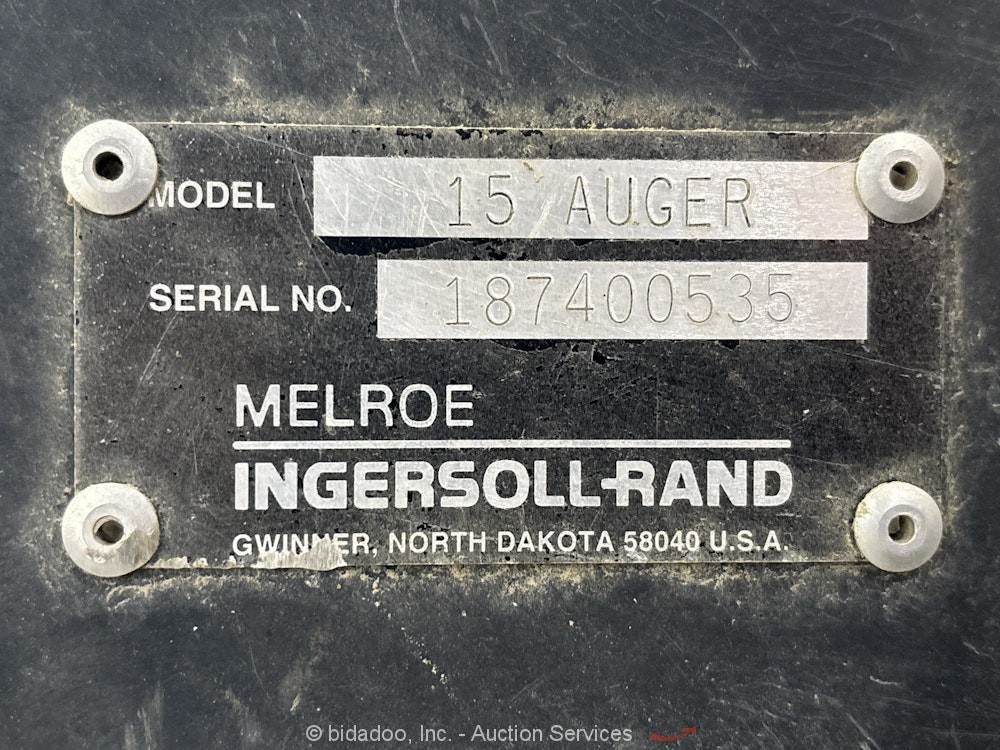 MODEL 15 AUGER
SERIAL NO. 187400535
MELROE
INGERSOLL-RAND
GWINNER, NORTH DAKOTA 58040 U.S.A.
© bidadoo, Inc. - Auction Services